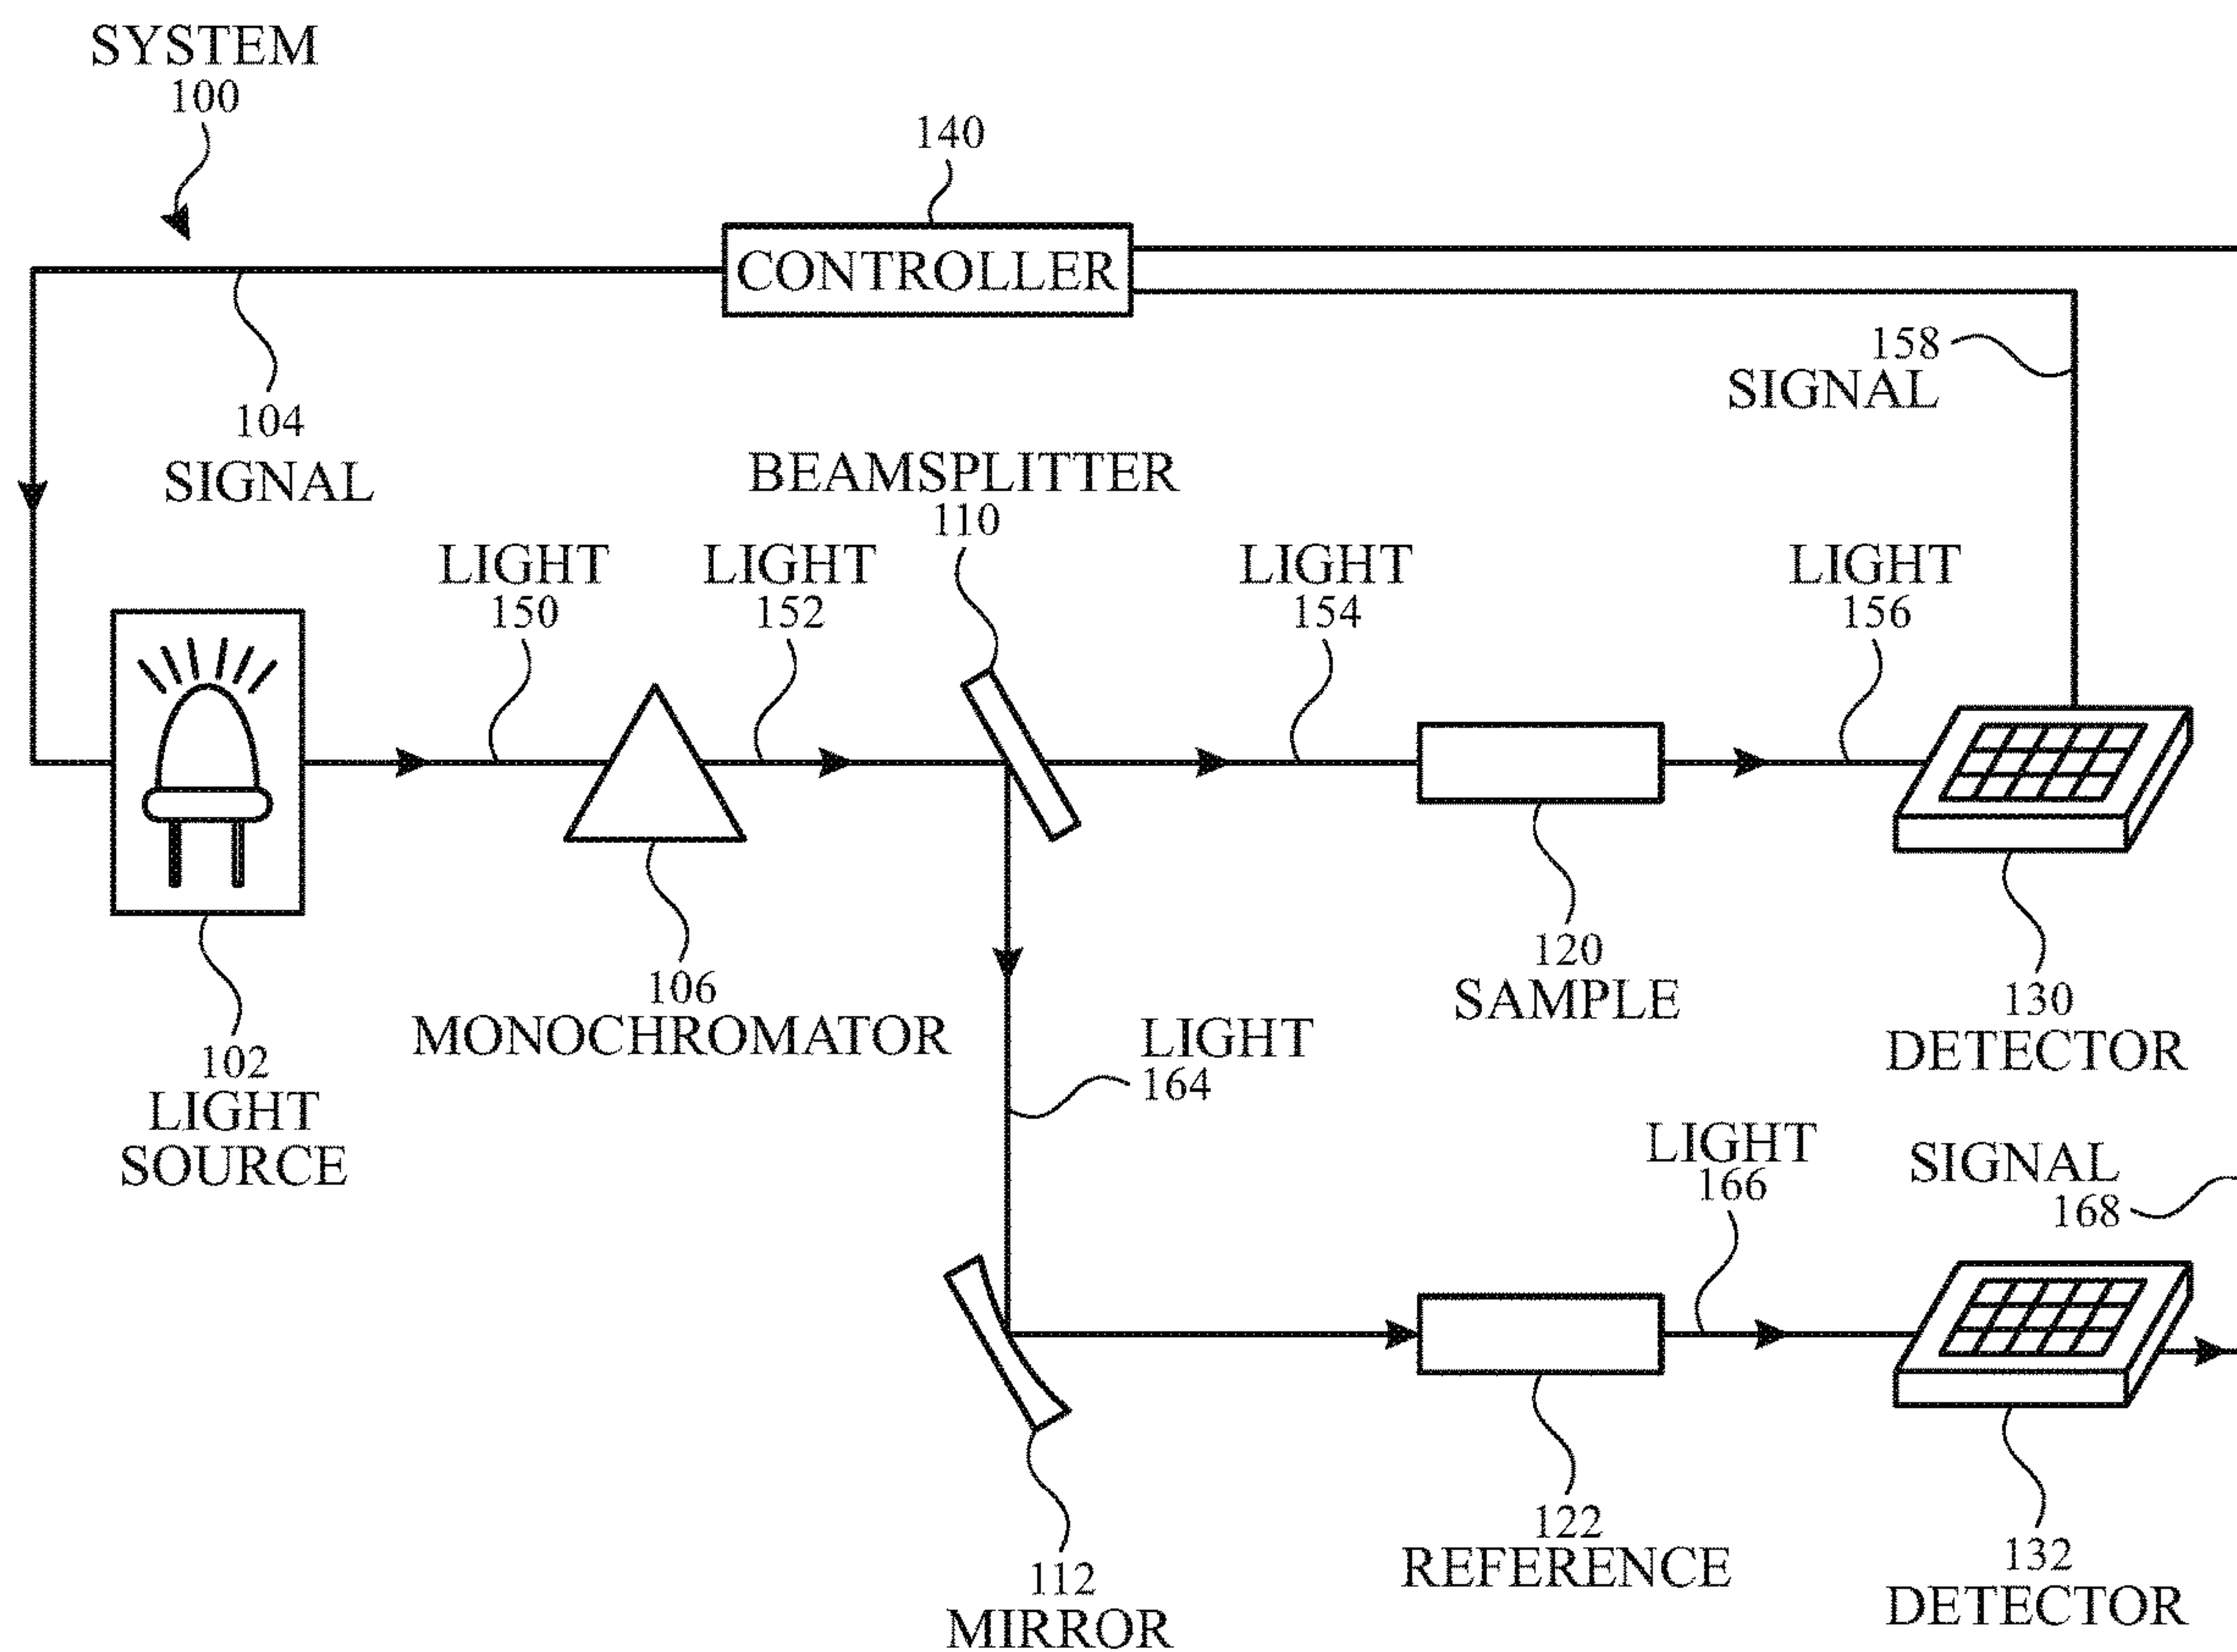 SYSTEM
100
140
CONTROLLER
158
SIGNAL
104
SIGNAL
BEAMSPLITTER
110
LIGHT
150
LIGHT
152
LIGHT
154
LIGHT
156
120
SAMPLE
106
MONOCHROMATOR
130
DETECTOR
102
LIGHT
SOURCE
LIGHT
164
LIGHT
166
SIGNAL
168
122
REFERENCE
132
DETECTOR
112
MIRROR